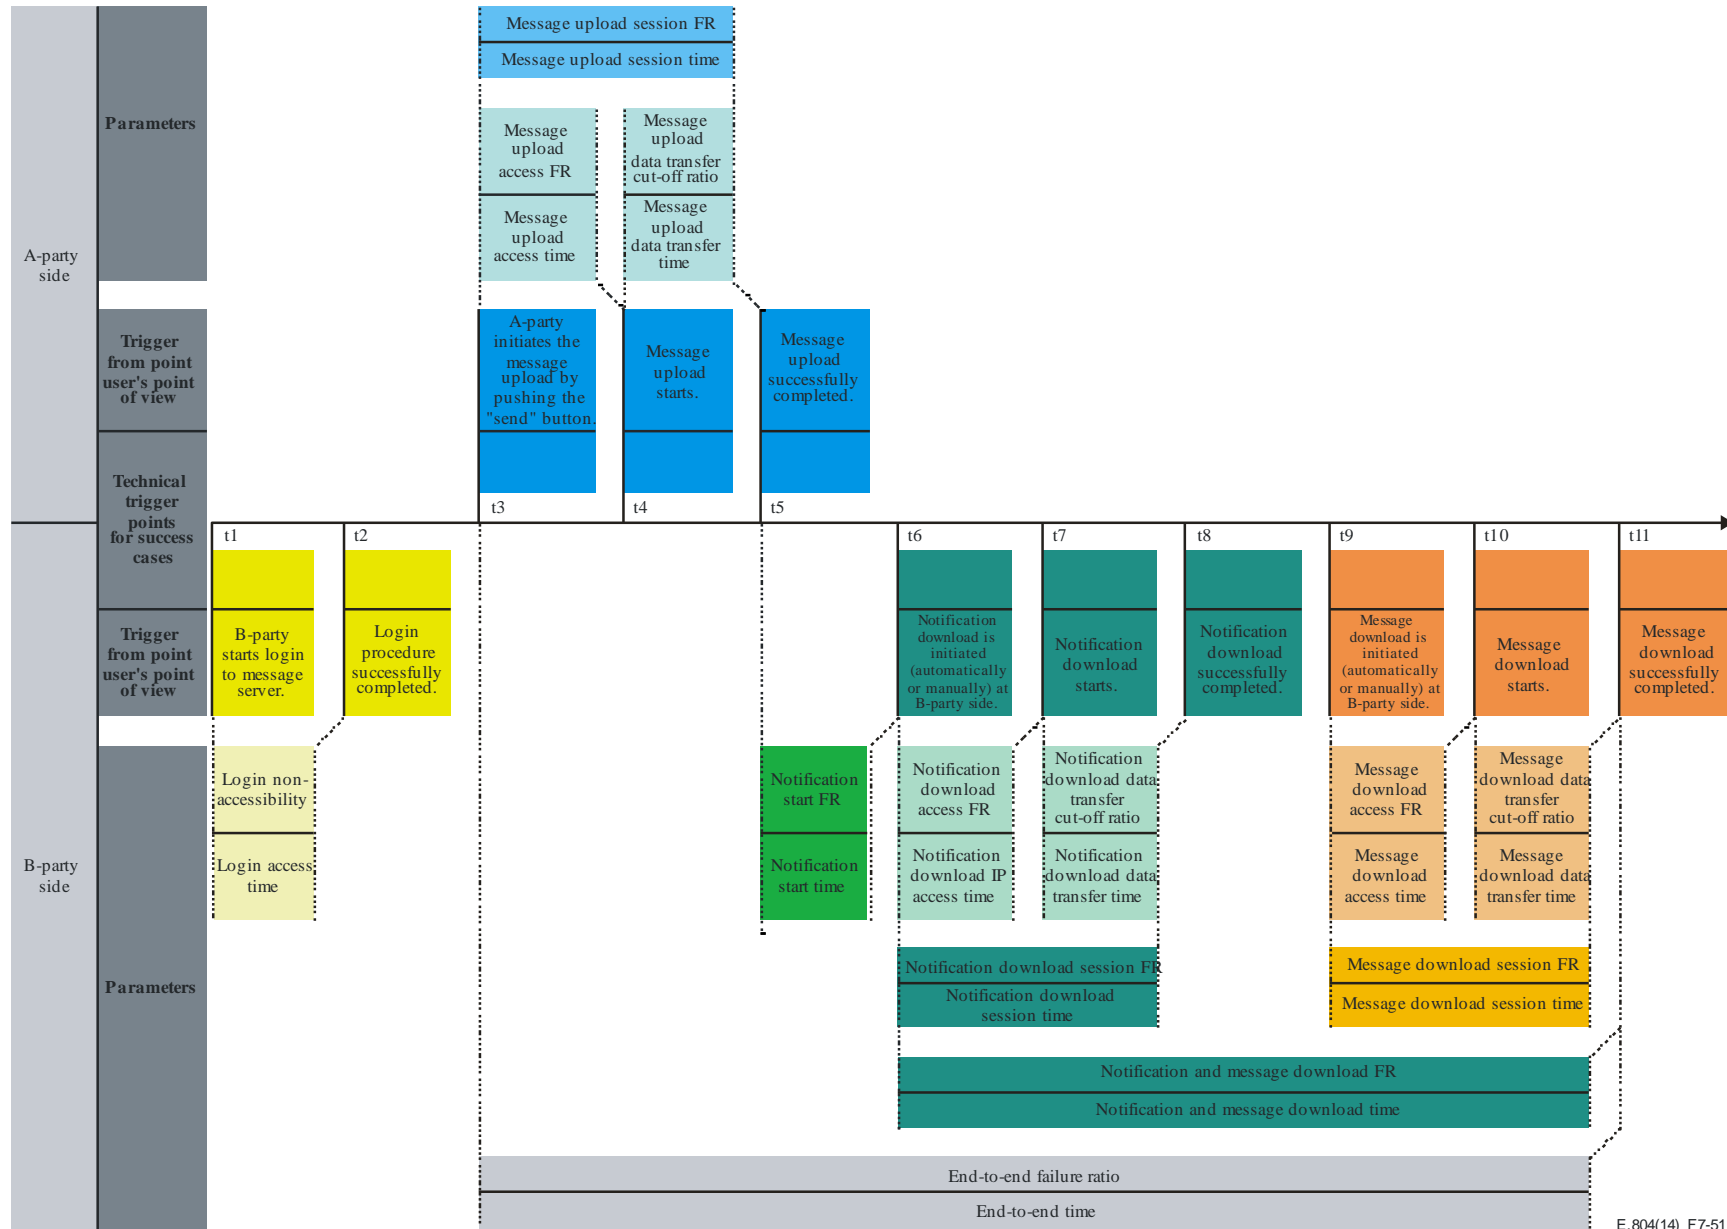 Message upload session FR
Message upload session time
Parameters
Message
upload
access FR
Message
upload
data transfer
cut-off ratio
Message
upload
access time
Message
upload
data transfer
time
A-party
side
Trigger
from point
user's point
of view
A-party
initiates the
message
upload by
pushing the
"send" button.
Message
upload
starts.
Message
upload
successfully
completed.
Technical
trigger
points
for success
cases
t3
t4
t5
t1
t2
t6
t7
t8
t9
t10
t11
Trigger
from point
user's point
of view
B-party
starts login
to message
server.
Login
procedure
successfully
completed.
Notification
download is
initiated
(automatically
or manually) at
B-party side.
Notification
download
starts.
Notification
download
successfully
completed.
Message
download is
initiated
(automatically
or manually) at
B-party side.
Message
download
starts.
Message
download
successfully
completed.
B-party
side
Parameters
Login non-
accessibility
Login access
time
Notification
start FR
Notification
start time
Notification
download
access FR
Notification
download IP
access time
Notification
download data
transfer
cut-off ratio
Notification
download data
transfer time
Message
download
access FR
Message
download
access time
Message
download data
transfer
cut-off ratio
Message
download data
transfer time
Notification download session FR
Notification download
session time
Message download session FR
Message download session time
Notification and message download FR
Notification and message download time
End-to-end failure ratio
End-to-end time
E.804(14)_F7-51